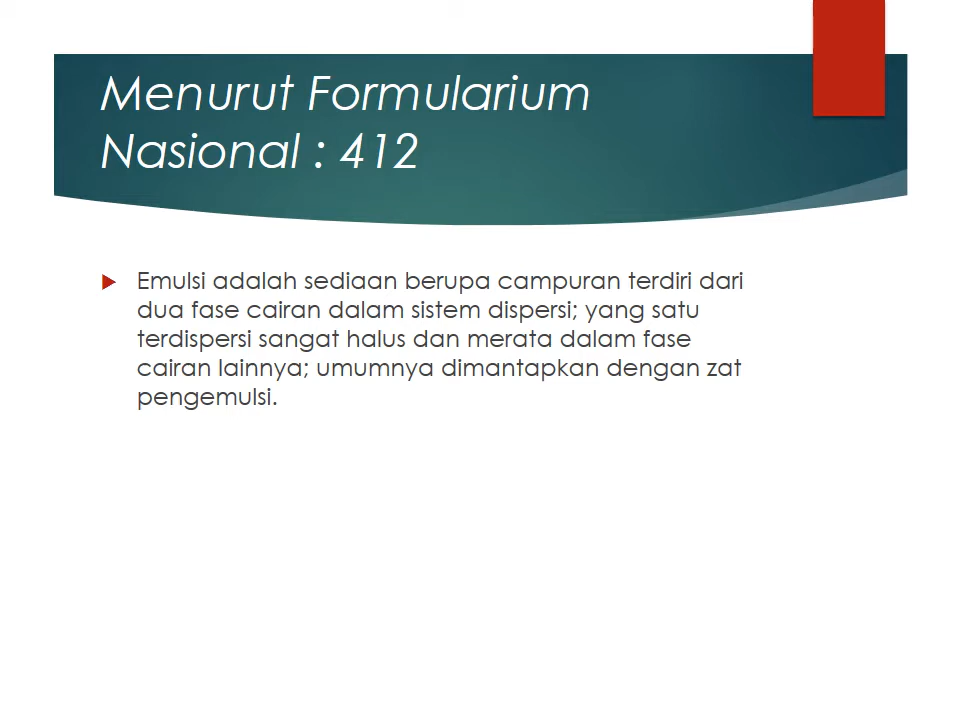 Menurut Formularium
Nasional : 412
Emulsi adalah sediaan berupa campuran terdiri dari
dua fase cairan dalam sistem dispersi; yang satu
terdispersi sangat halus dan merata dalam fase
cairan lainnya; umumnya dimantapkan dengan zat
pengemulsi.